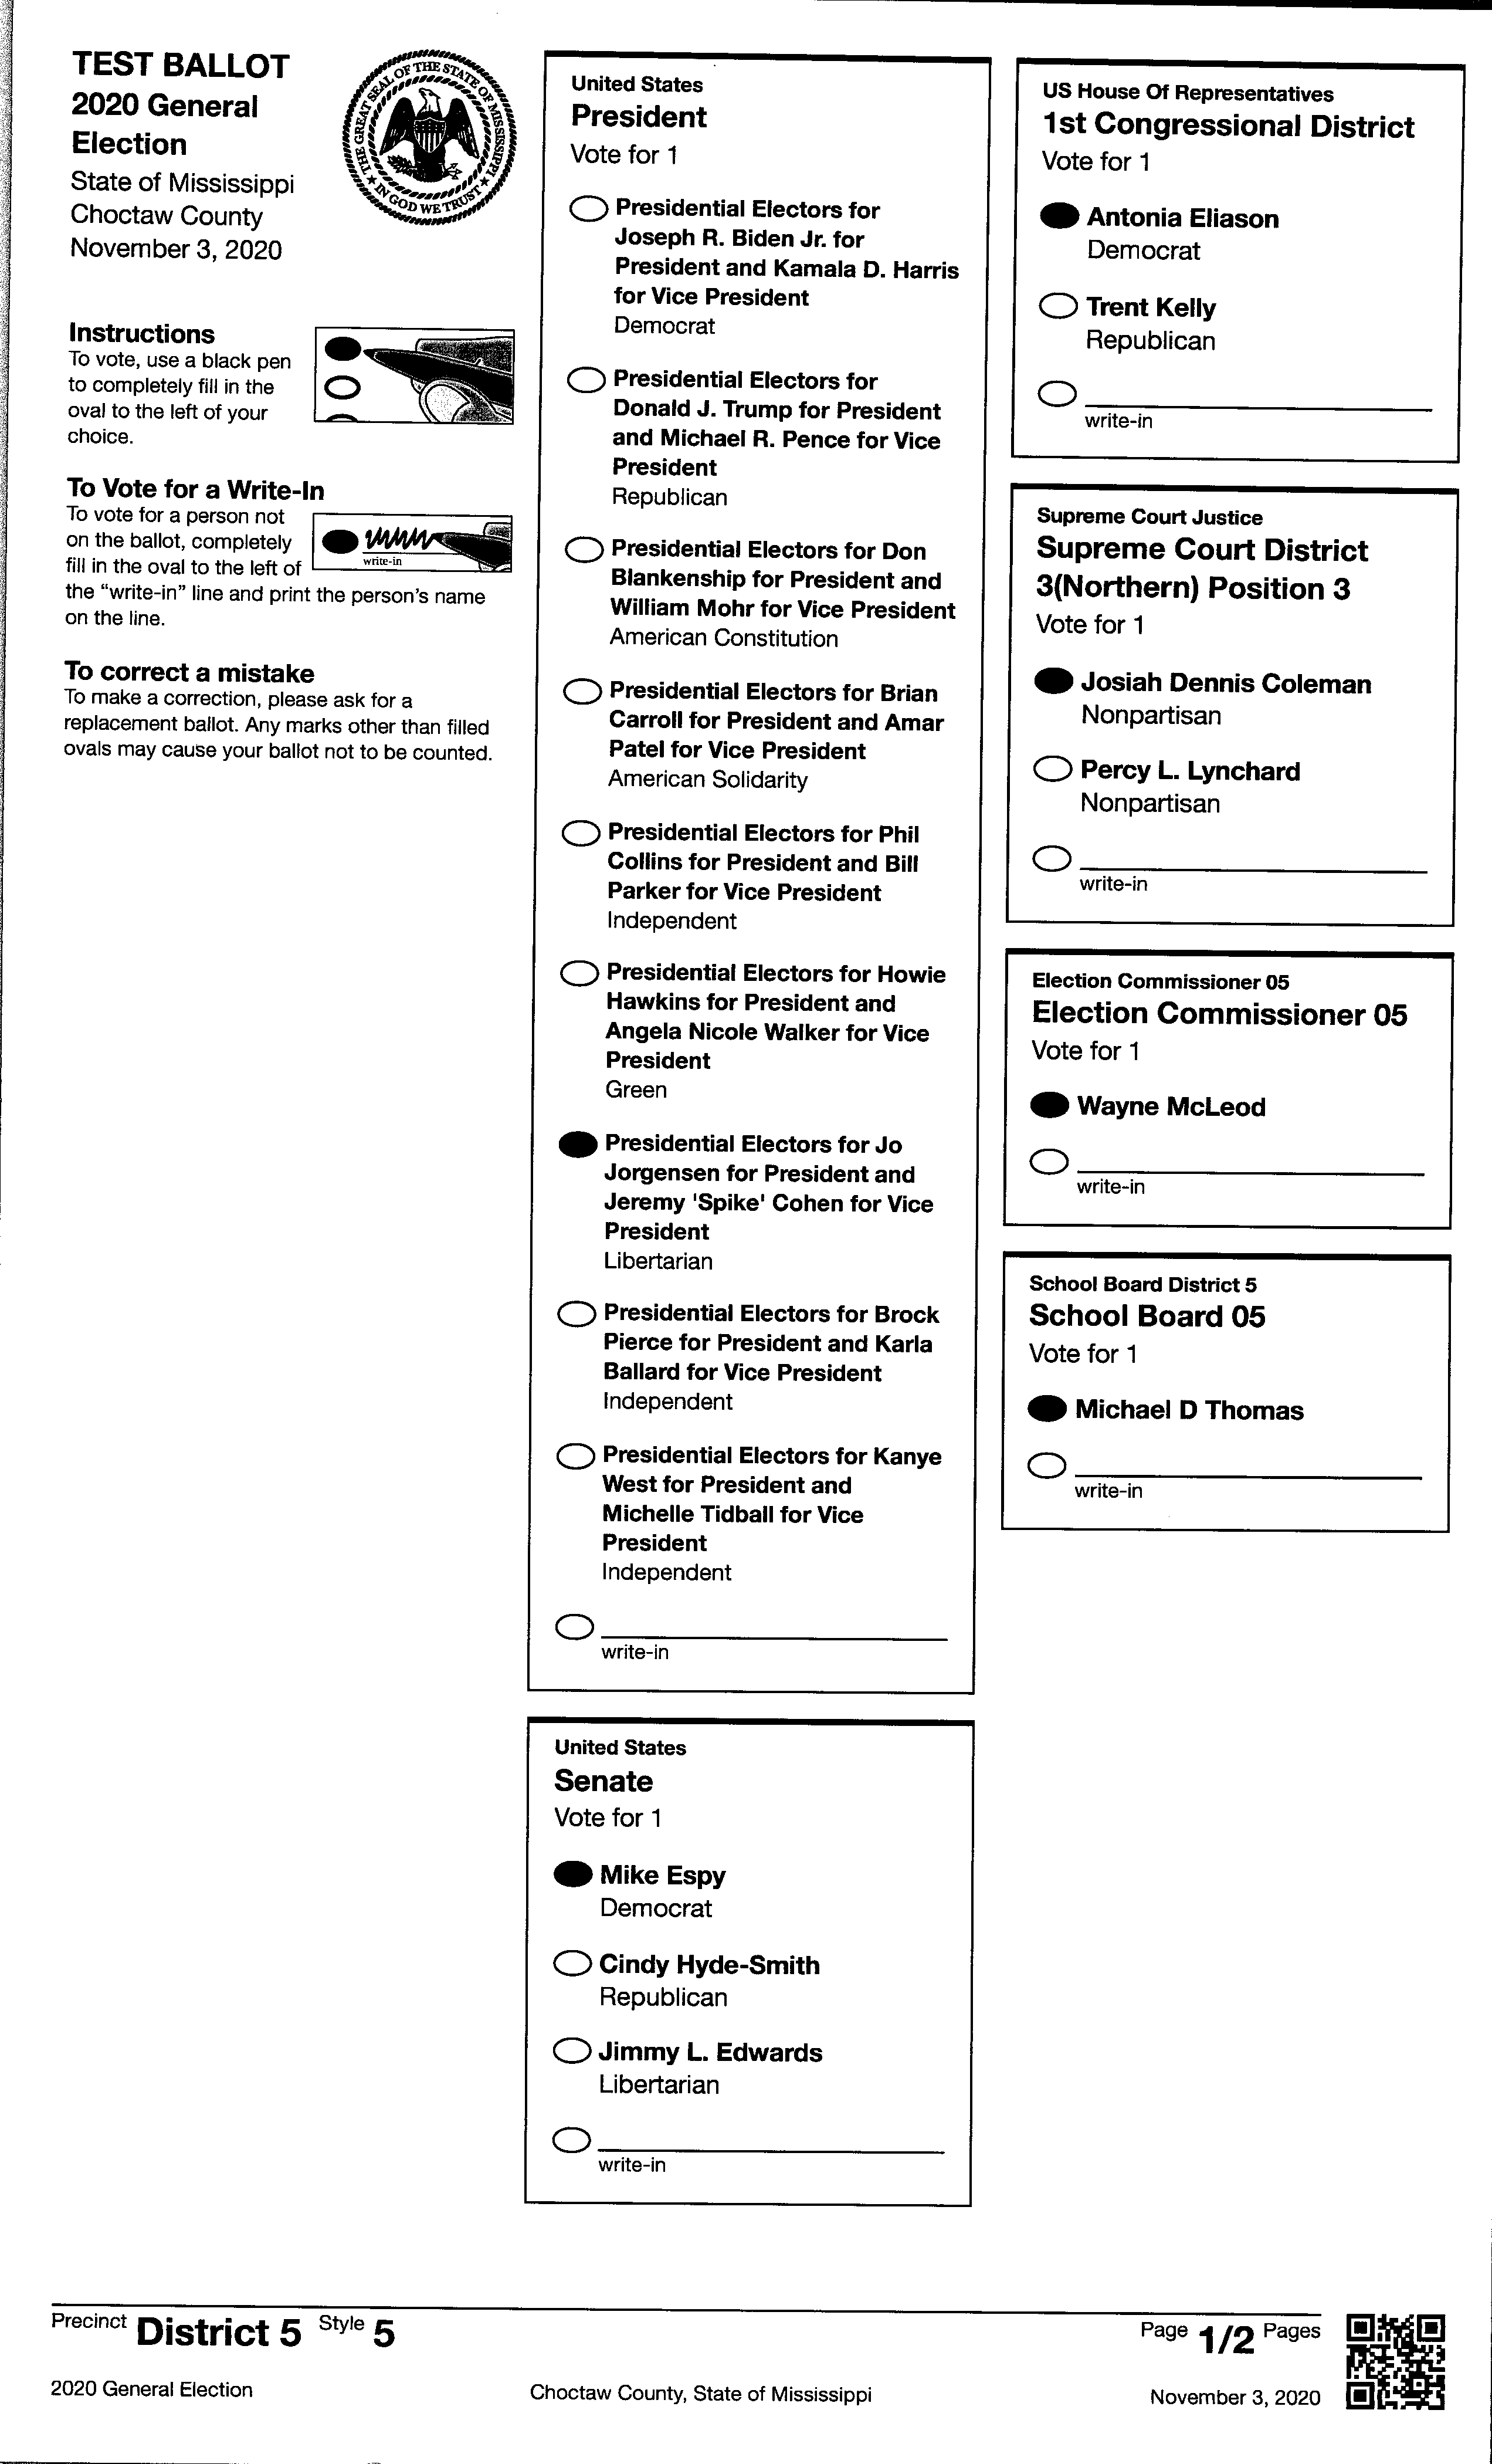 TEST BALLOT
2020 General
Election
State of Mississippi
Choctaw County
November 3, 2020
THE GREAT SEAL OF THE STATE OF MISSISSIPPI
★ IN GOD WE TRUST ★
Instructions
To vote, use a black pen
to completely fill in the
oval to the left of your
choice.
To Vote for a Write-In
To vote for a person not
on the ballot, completely
fill in the oval to the left of
the “write-in” line and print the person’s name
on the line.
write-in
To correct a mistake
To make a correction, please ask for a
replacement ballot. Any marks other than filled
ovals may cause your ballot not to be counted.
United States
President
Vote for 1
Presidential Electors for
Joseph R. Biden Jr. for
President and Kamala D. Harris
for Vice President
Democrat
Presidential Electors for
Donald J. Trump for President
and Michael R. Pence for Vice
President
Republican
Presidential Electors for Don
Blankenship for President and
William Mohr for Vice President
American Constitution
Presidential Electors for Brian
Carroll for President and Amar
Patel for Vice President
American Solidarity
Presidential Electors for Phil
Collins for President and Bill
Parker for Vice President
Independent
Presidential Electors for Howie
Hawkins for President and
Angela Nicole Walker for Vice
President
Green
Presidential Electors for Jo
Jorgensen for President and
Jeremy 'Spike' Cohen for Vice
President
Libertarian
Presidential Electors for Brock
Pierce for President and Karla
Ballard for Vice President
Independent
Presidential Electors for Kanye
West for President and
Michelle Tidball for Vice
President
Independent
write-in
United States
Senate
Vote for 1
Mike Espy
Democrat
Cindy Hyde-Smith
Republican
Jimmy L. Edwards
Libertarian
write-in
US House Of Representatives
1st Congressional District
Vote for 1
Antonia Eliason
Democrat
Trent Kelly
Republican
write-in
Supreme Court Justice
Supreme Court District
3(Northern) Position 3
Vote for 1
Josiah Dennis Coleman
Nonpartisan
Percy L. Lynchard
Nonpartisan
write-in
Election Commissioner 05
Election Commissioner 05
Vote for 1
Wayne McLeod
write-in
School Board District 5
School Board 05
Vote for 1
Michael D Thomas
write-in
Precinct District 5 Style 5
Page 1/2 Pages
2020 General Election
Choctaw County, State of Mississippi
November 3, 2020